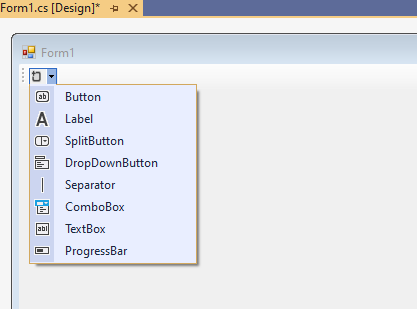 Form1.cs [Design]*
Form1
Button
Label
SplitButton
DropDownButton
Separator
ComboBox
TextBox
ProgressBar